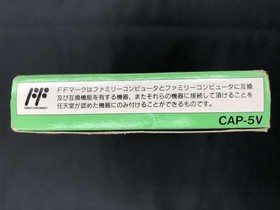 FFマークはファミリーコンピュータとファミリーコンピュータに互換
及び互換機能を有する機器、またそれらの機器に接続して頂けることを
任天堂が認めた機器にのみ付けることができるものです。
CAP-5V